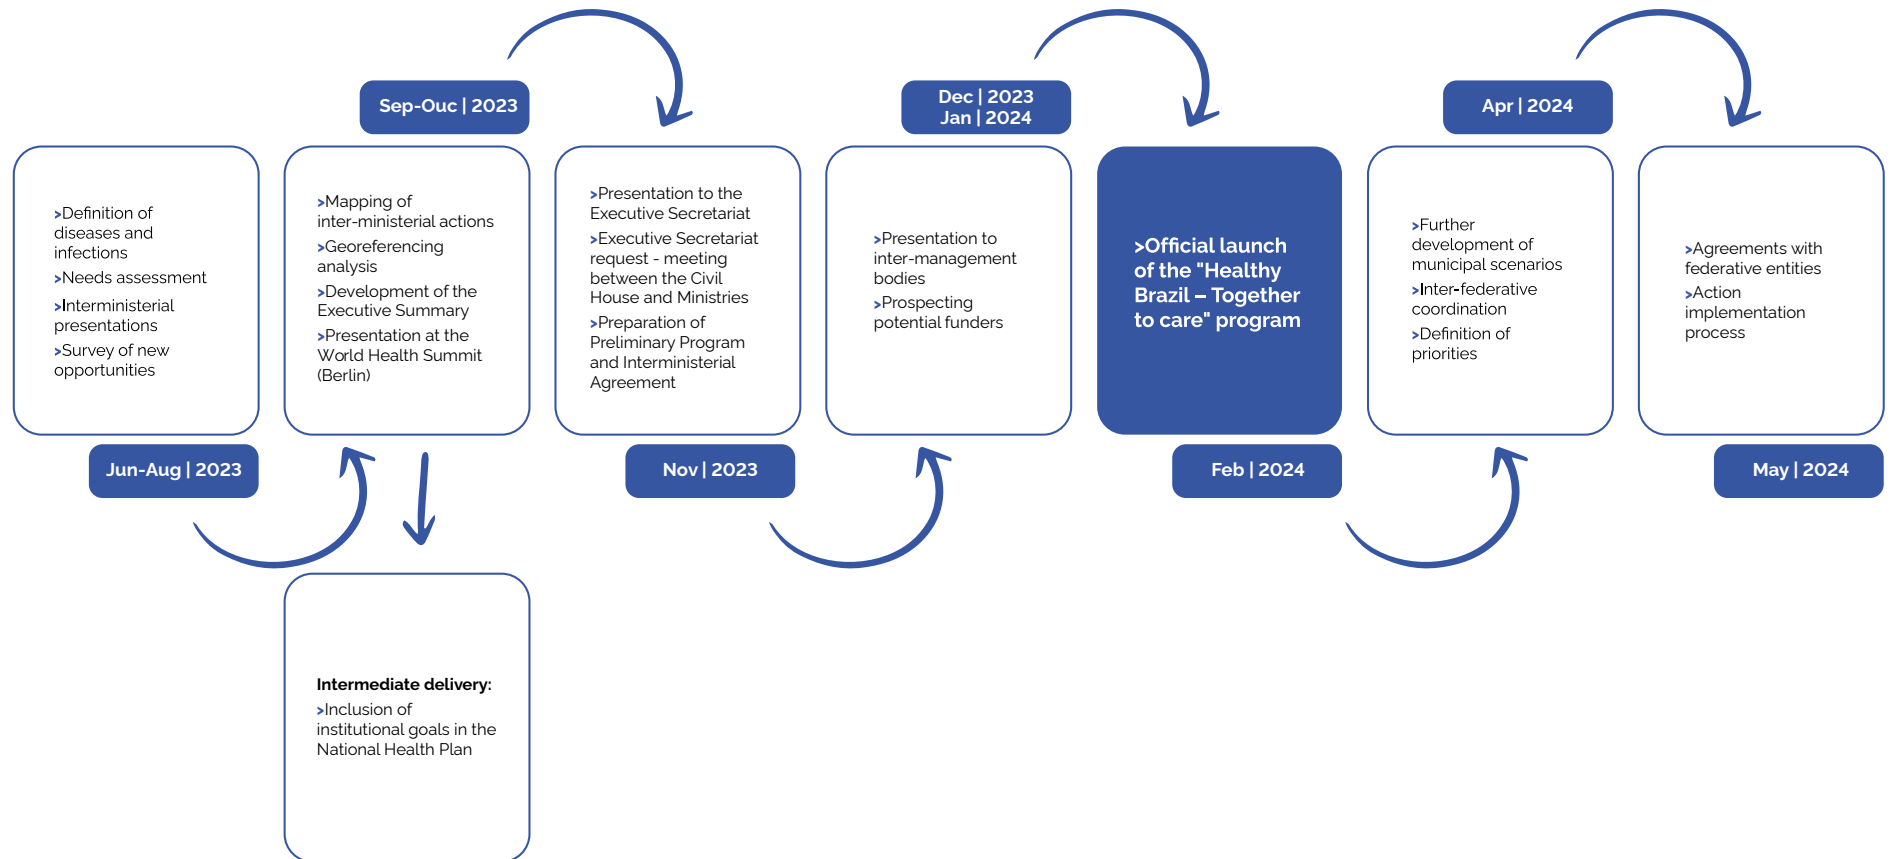 Sep-Ouc | 2023
Dec | 2023
Jan | 2024
Apr | 2024
>Definition of
diseases and
infections
>Needs assessment
>Interministerial
presentations
>Survey of new
opportunities
>Mapping of
inter-ministerial actions
>Georeferencing
analysis
>Development of the
Executive Summary
>Presentation at the
World Health Summit
(Berlin)
>Presentation to the
Executive Secretariat
>Executive Secretariat
request - meeting
between the Civil
House and Ministries
>Preparation of
Preliminary Program
and Interministerial
Agreement
>Presentation to
inter-management
bodies
>Prospecting
potential funders
>Official launch
of the "Healthy
Brazil – Together
to care" program
>Further
development of
municipal scenarios
>Inter-federative
coordination
>Definition of
priorities
>Agreements with
federative entities
>Action
implementation
process
Jun-Aug | 2023
Nov | 2023
Feb | 2024
May | 2024
Intermediate delivery:
>Inclusion of
institutional goals in the
National Health Plan